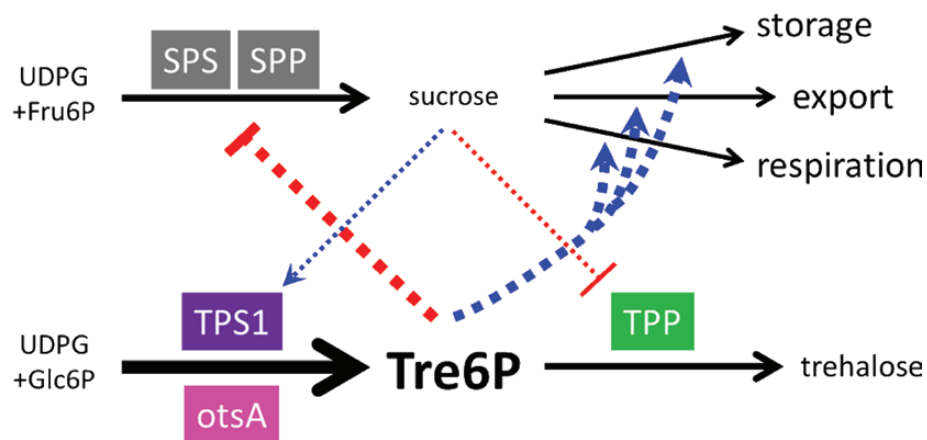 SPS SPP
UDPG
+Fru6P
sucrose
storage
export
respiration
TPS1
TPP
UDPG
+Glc6P
Tre6P
trehalose
otsA